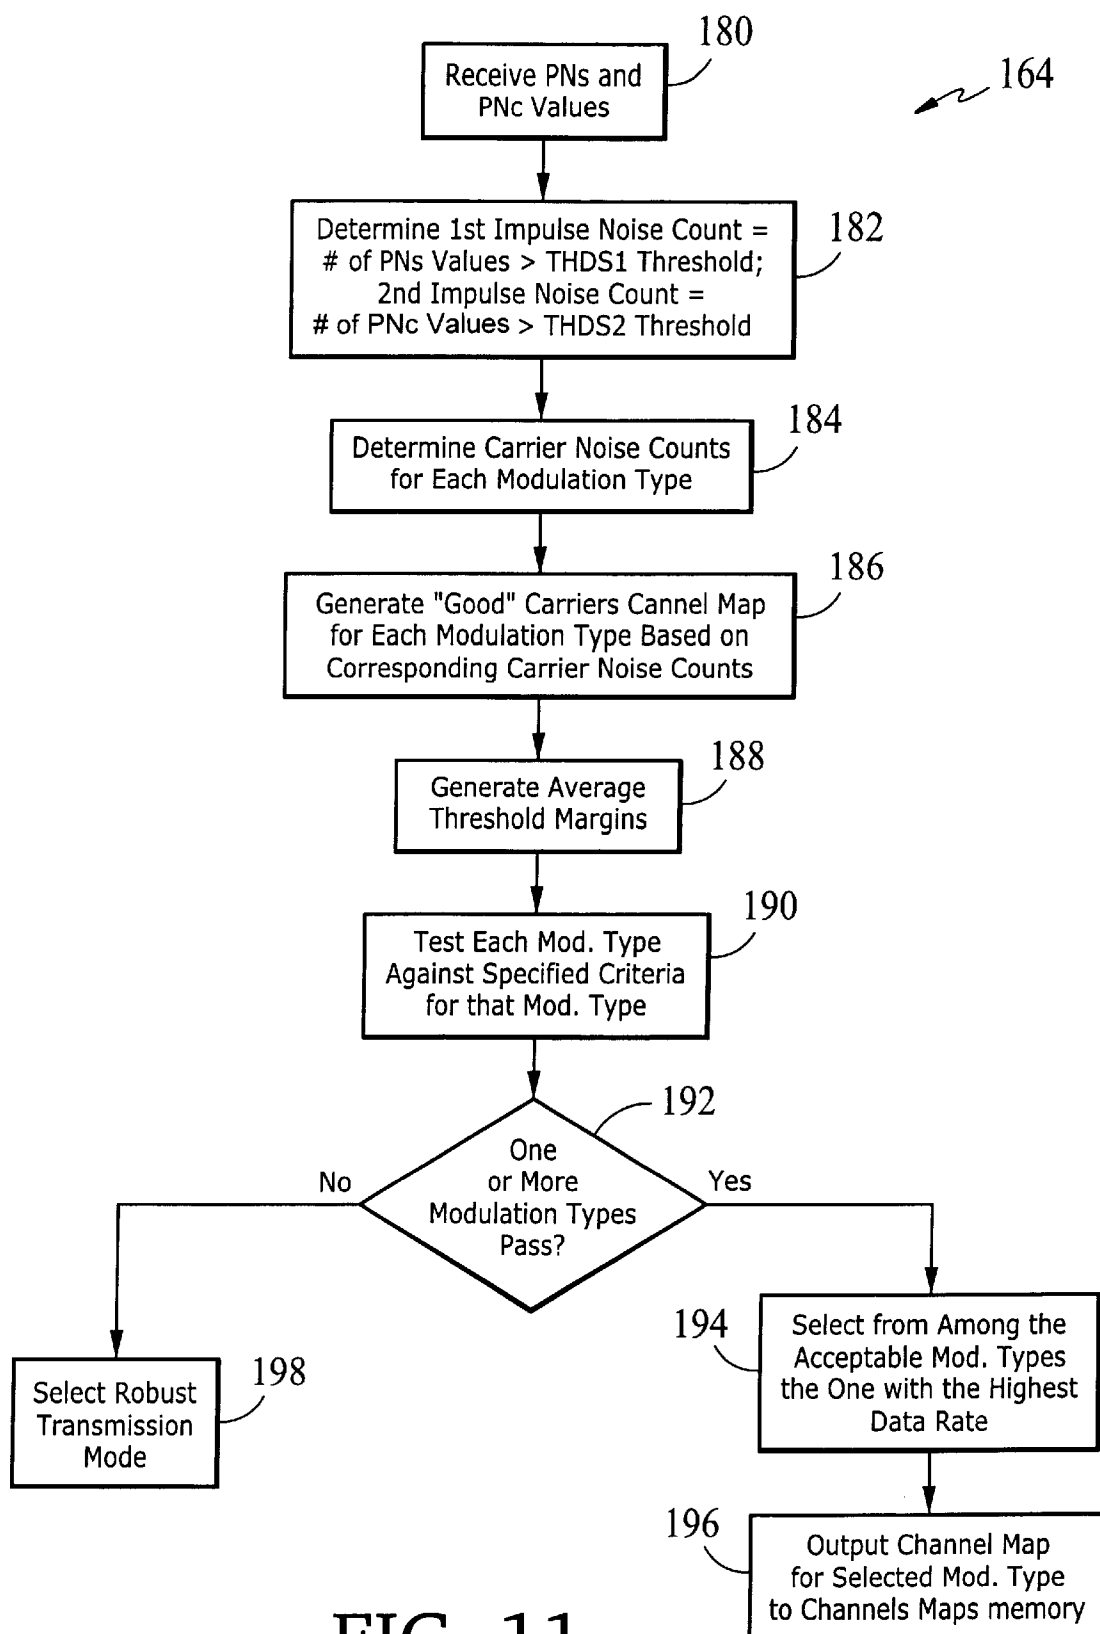 180
Receive PNs and
PNc Values
164
Determine 1st Impulse Noise Count =
# of PNs Values > THDS1 Threshold;
2nd Impulse Noise Count =
# of PNc Values > THDS2 Threshold
182
Determine Carrier Noise Counts
for Each Modulation Type
184
Generate "Good" Carriers Cannel Map
for Each Modulation Type Based on
Corresponding Carrier Noise Counts
186
Generate Average
Threshold Margins
188
Test Each Mod. Type
Against Specified Criteria
for that Mod. Type
190
192
One
or More
Modulation Types
Pass?
No
Yes
Select Robust
Transmission
Mode
198
194
Select from Among the
Acceptable Mod. Types
the One with the Highest
Data Rate
196
Output Channel Map
for Selected Mod. Type
to Channels Maps memory
FIG. 11